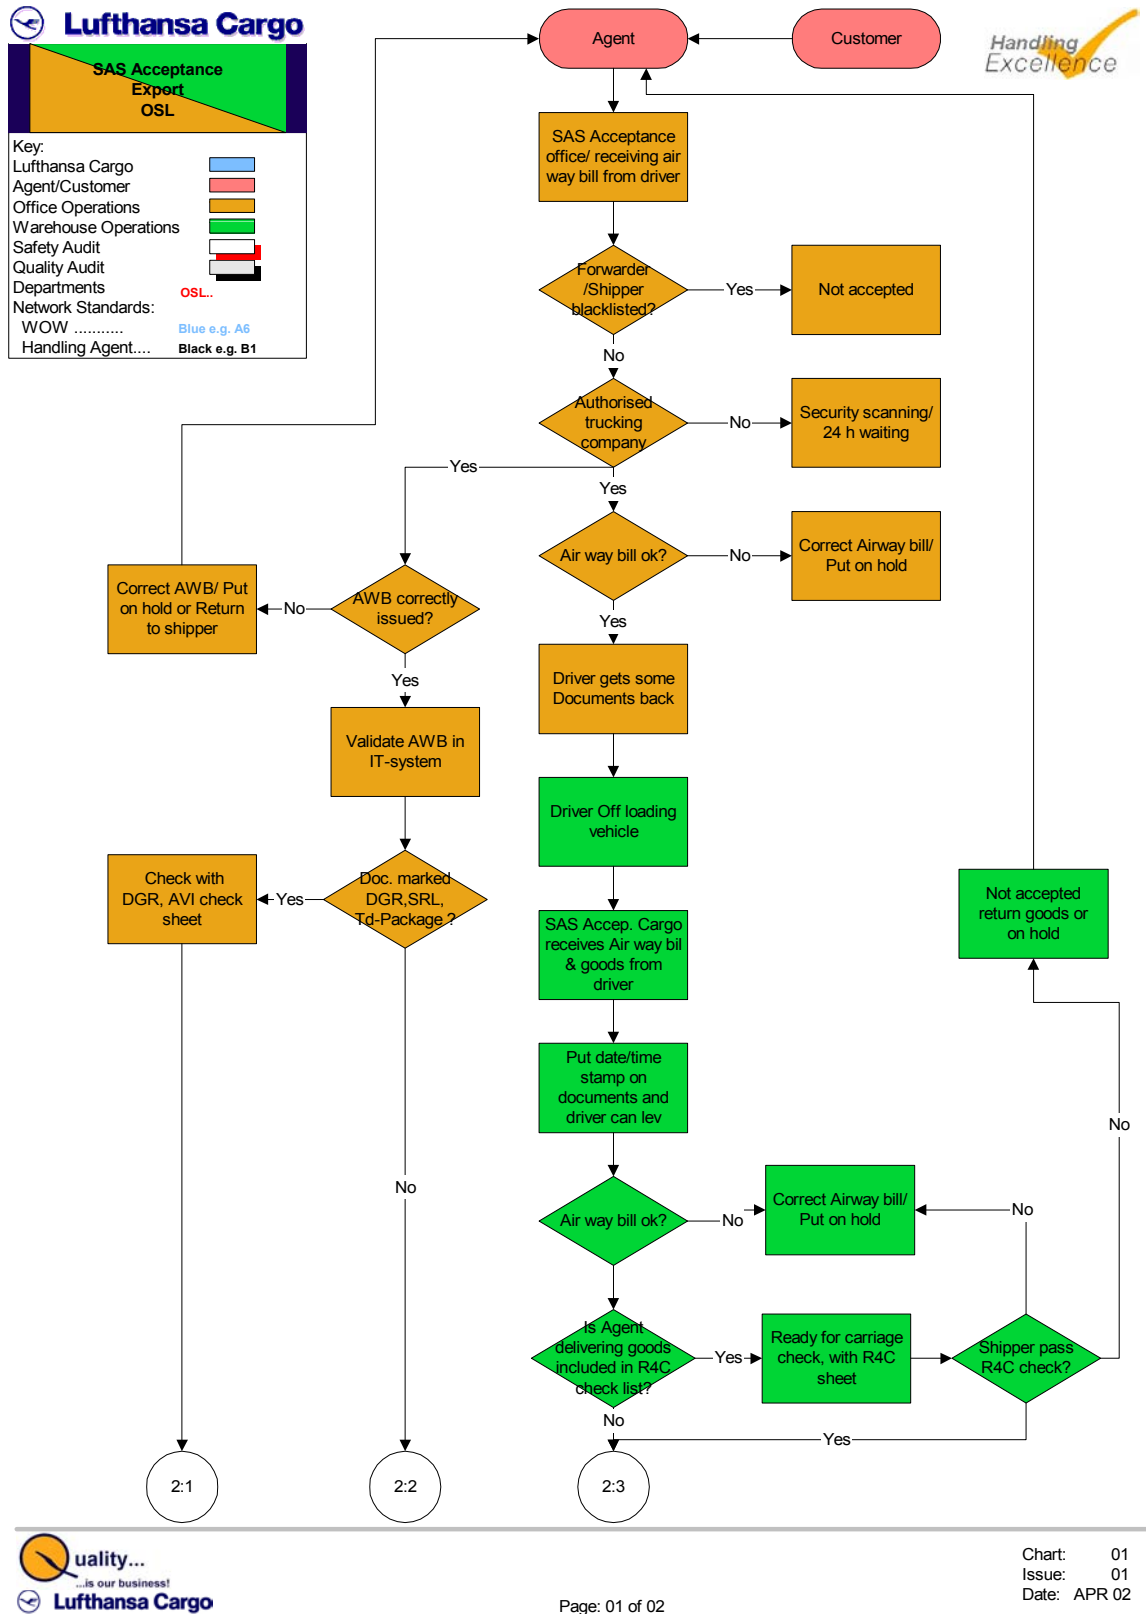 Lufthansa Cargo
SAS Acceptance
Export
OSL
Key:
Lufthansa Cargo
Agent/Customer
Office Operations
Warehouse Operations
Safety Audit
Quality Audit
Departments
OSL..
Network Standards:
WOW ...........
Blue e.g. A6
Handling Agent....
Black e.g. B1
Agent
Customer
Handling
Excellence
SAS Acceptance
office/ receiving air
way bill from driver
Forwarder
/Shipper
blacklisted?
Yes
Not accepted
No
Authorised
trucking
company
No
Security scanning/
24 h waiting
Yes
Yes
Air way bill ok?
No
Correct Airway bill/
Put on hold
Correct AWB/ Put
on hold or Return
to shipper
No
AWB correctly
issued?
Yes
Yes
Driver gets some
Documents back
Validate AWB in
IT-system
Driver Off loading
vehicle
Check with
DGR, AVI check
sheet
Yes
Doc. marked
DGR,SRL,
Td-Package ?
SAS Accep. Cargo
receives Air way bil
& goods from
driver
Not accepted
return goods or
on hold
Put date/time
stamp on
documents and
driver can lev
No
No
Air way bill ok?
No
Correct Airway bill/
Put on hold
No
Is Agent
delivering goods
included in R4C
check list?
Yes
Ready for carriage
check, with R4C
sheet
Shipper pass
R4C check?
No
Yes
2:1
2:2
2:3
uality...
...is our business!
Lufthansa Cargo
Page: 01 of 02
Chart: 01
Issue: 01
Date: APR 02